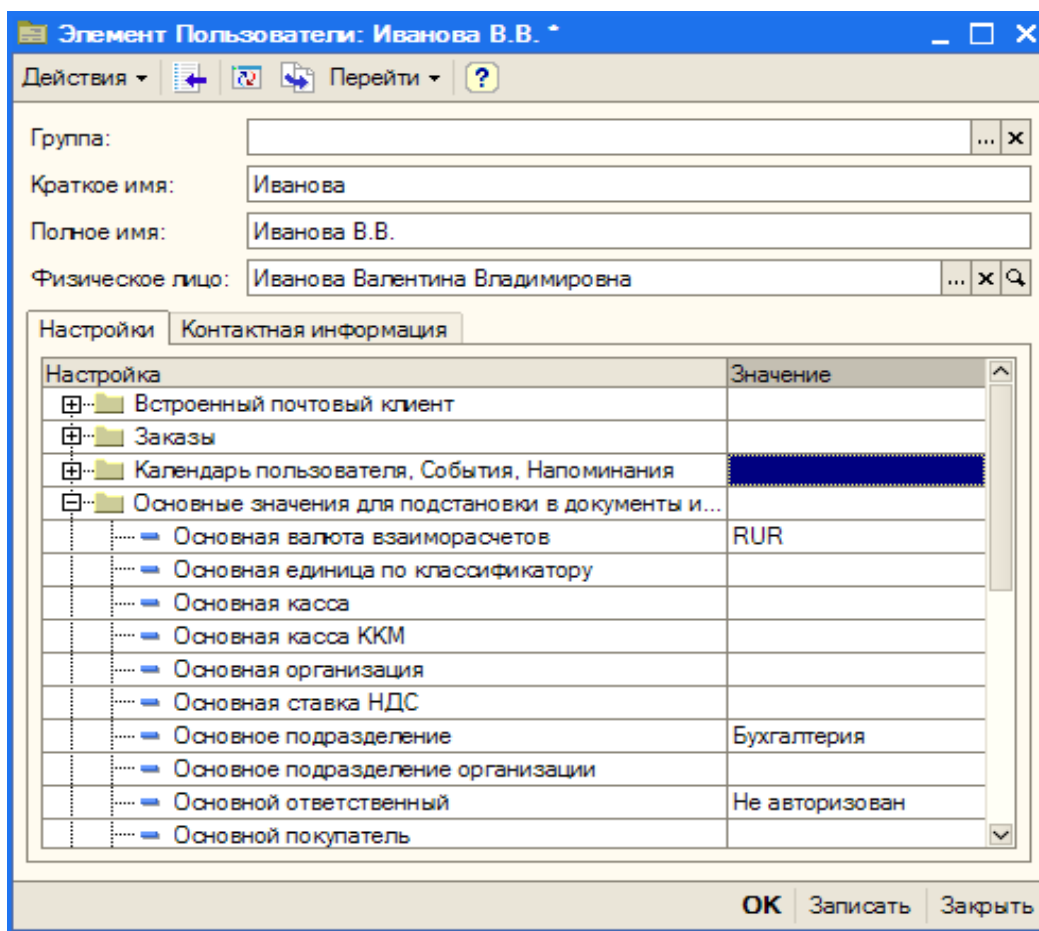 Элемент Пользователи: Иванова В.В. *
Действия Перейти ?
Группа: ...
Краткое имя: Иванова
Полное имя: Иванова В.В.
Физическое лицо: Иванова Валентина Владимировна ...
Настройки Контактная информация
Настройка Значение
Встроенный почтовый клиент
Заказы
Календарь пользователя, События, Напоминания
Основные значения для подстановки в документы и...
Основная валюта взаиморасчетов RUR
Основная единица по классификатору
Основная касса
Основная касса ККМ
Основная организация
Основная ставка НДС
Основное подразделение Бухгалтерия
Основное подразделение организации
Основной ответственный Не авторизован
Основной покупатель
OK Записать Закрыть